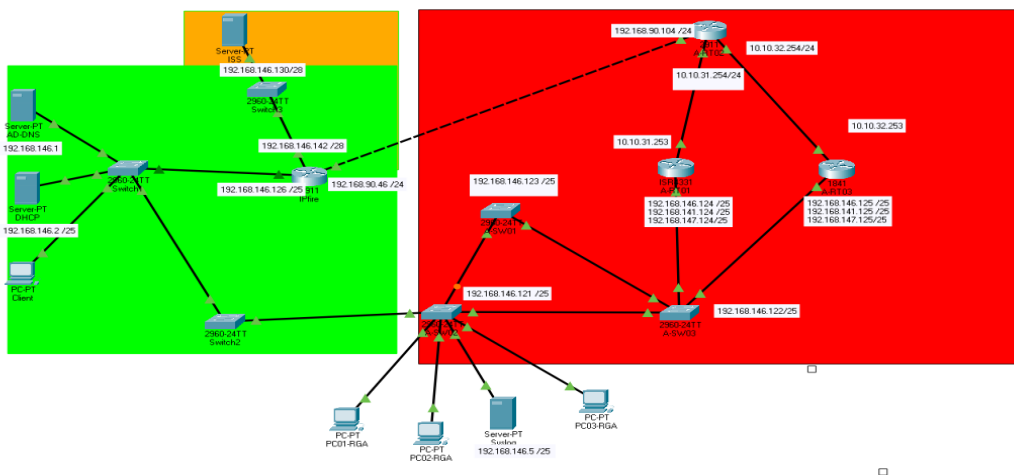 Server-PT
ISS
192.168.146.130/28
2960-24TT
Switch3
192.168.146.142 /28
Server-PT
AD-DNS
192.168.146.1
2960-24TT
Server-PT
DHCP
192.168.146.2 /25
192.168.146.126 /25
IPfire
192.168.90.46 /24
PC-PT
Client
2960-24TT
Switch2
192.168.90.104 /24
A-RT02
10.10.32.254/24
10.10.31.254/24
10.10.31.253
10.10.32.253
A-RT01
1841
A-RT03
192.168.146.124 /25
192.168.141.124 /25
192.168.147.124/25
192.168.146.125 /25
192.168.141.125 /25
192.168.147.125/25
192.168.146.123 /25
2960-24TT
A-SW01
192.168.146.121 /25
192.168.146.122/25
2960-24TT
A-SW03
PC-PT
PC01-RGA
PC-PT
PC02-RGA
Server-PT
192.168.146.5 /25
PC-PT
PC03-RGA